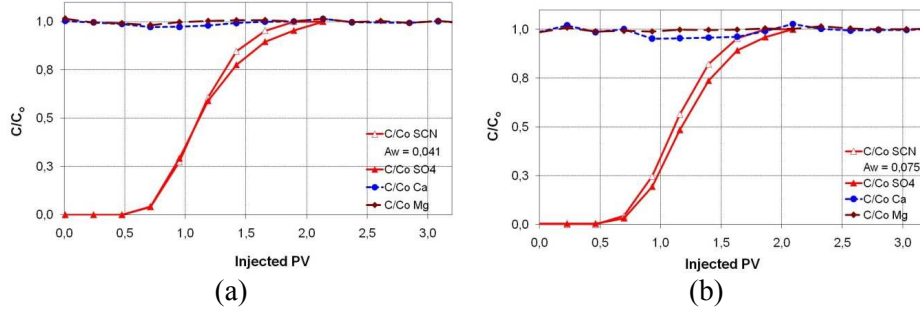 (a)
1,0
0,8
0,5
0,3
0,0
C/Co
C/Co SCN
Aw = 0,041
C/Co SO4
C/Co Ca
C/Co Mg
0,0 0,5 1,0 1,5 2,0 2,5 3,0
Injected PV
(a)
(b)
1,0
0,8
0,5
0,3
0,0
C/Co
C/Co SCN
Aw = 0,075
C/Co SO4
C/Co Ca
C/Co Mg
0,0 0,5 1,0 1,5 2,0 2,5 3,0
Injected PV
(b)